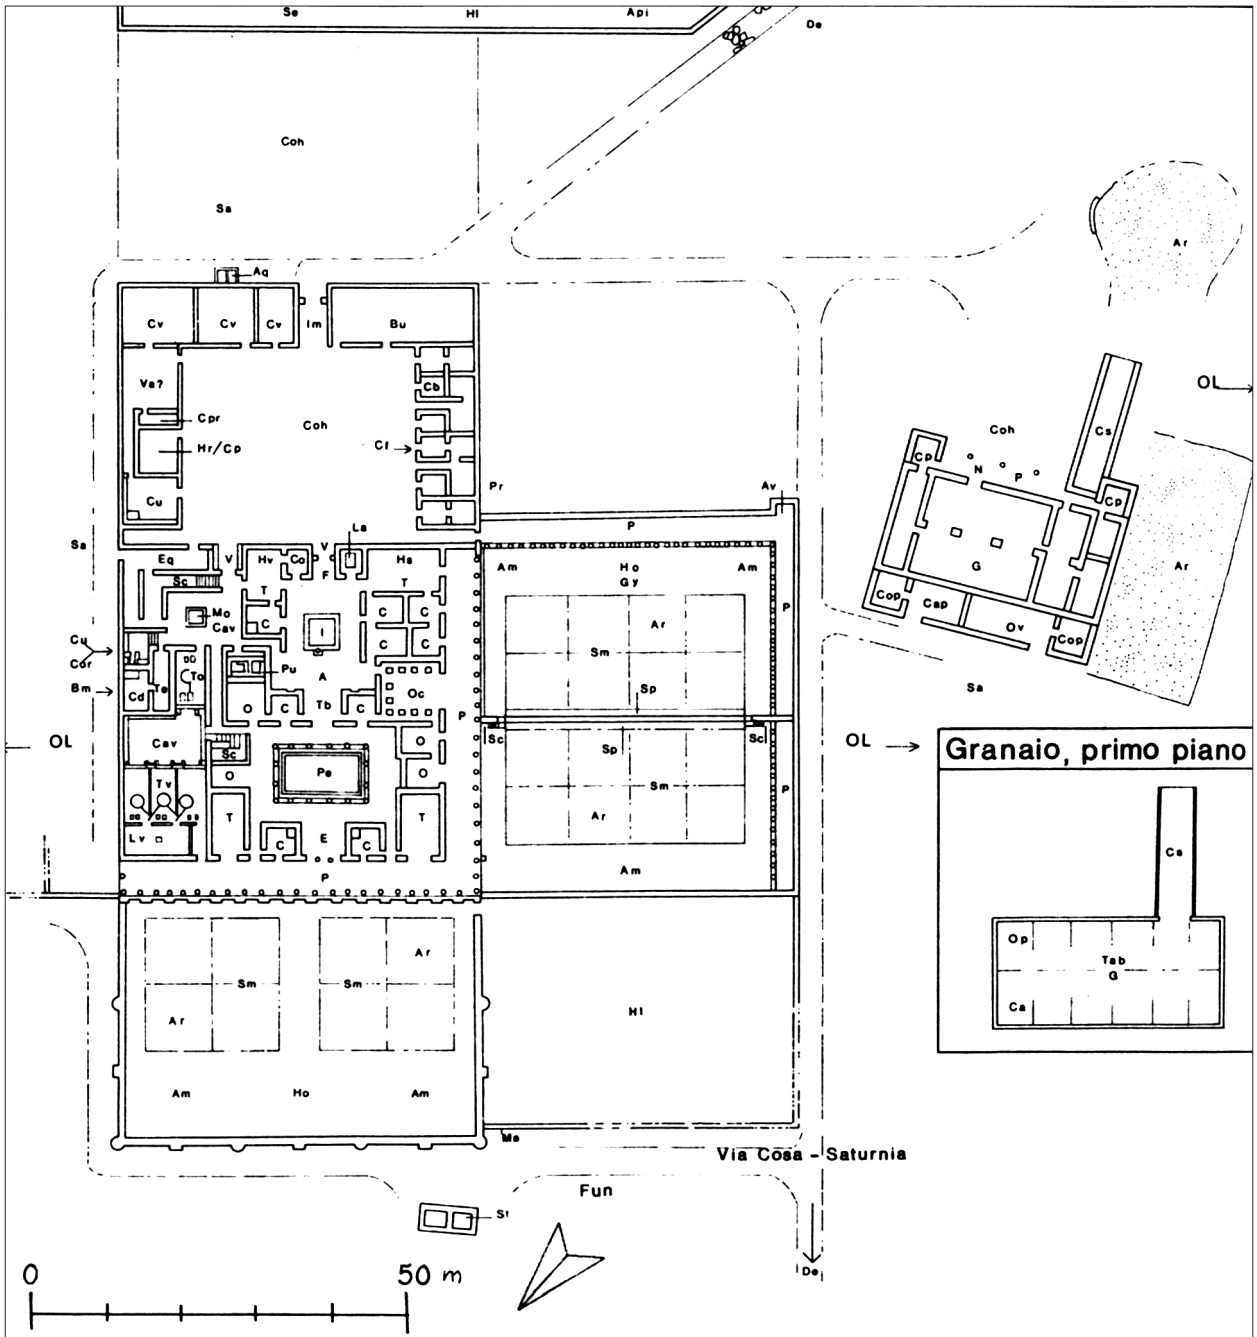 Se Hl Api
De
Coh
Sa
Ar
Aq
Cv Cv Cv Im Bu
Va?
Cb
OL
Cpr
Coh
Coh
Cs
Hr/Cp
Cf
Cp
N P
Cp
Cu
Pr
Av
La
P
Sa
Eq V Hv Co V F Hs
Am Ho Am
Gy
G
Ar
Sc
T T
P
Mo
Cav
C
C C
I
Ar
Cop Cap Ov Cop
Cu
Cor
C C
Sm
Te To
Pu
A
Bm
Cd
Oc
Sp
Sa
O C Tb C
P
OL
Cav
Sc
O
Sc Sp Sc
OL
Granaio, primo piano
Tv
O
Pe
O
Sm
P
Lv
T
T
Ar
C E C
Cs
P
Am
Ar
Op
Tab
G
Sm Sm
Ca
Ar
Hl
Am Ho Am
Ma
Via Cosa - Saturnia
Fun
St
De
0 50 m